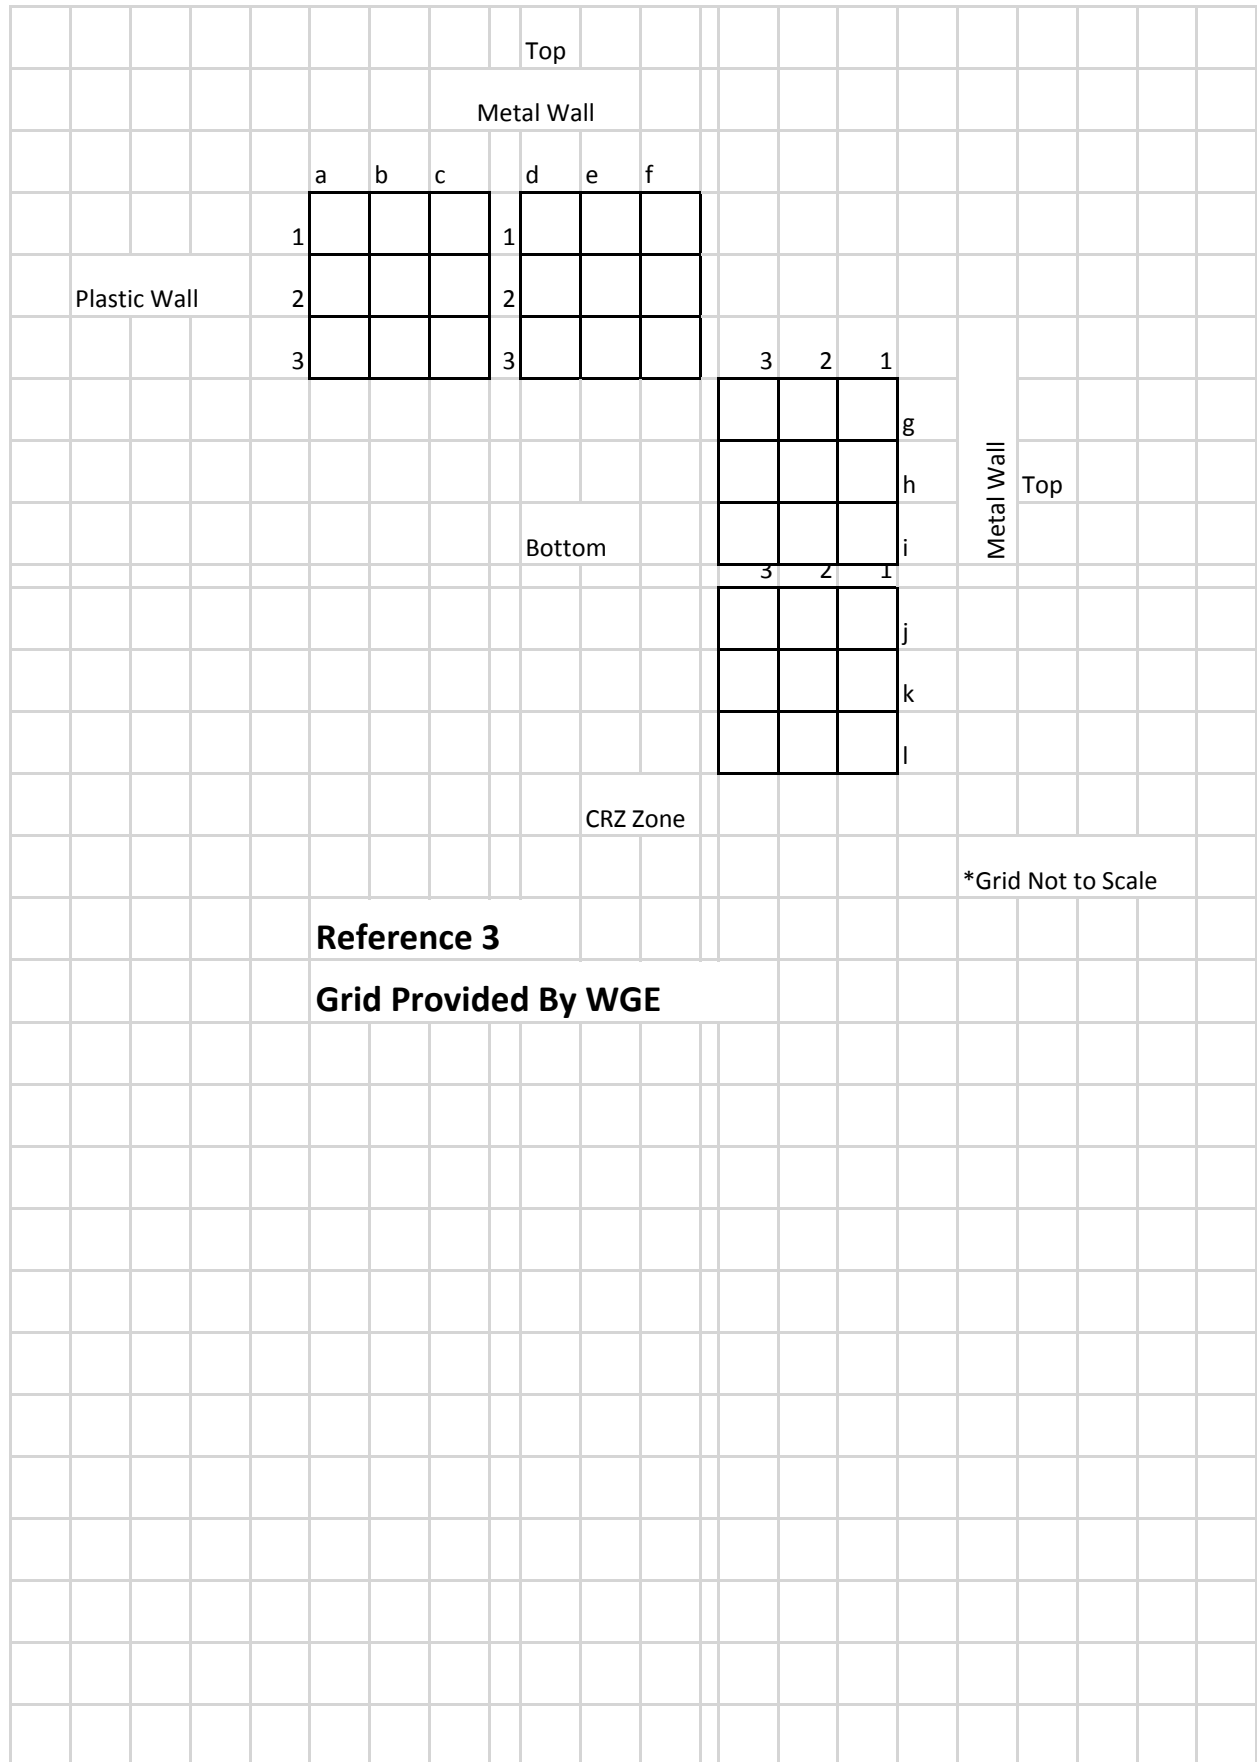 Top
Metal Wall
a b c d e f
1 1
Plastic Wall 2 2
3 3 3 2 1
g
Metal Wall
h Top
Bottom i
3 2 1
j
k
l
CRZ Zone
*Grid Not to Scale
Reference 3
Grid Provided By WGE